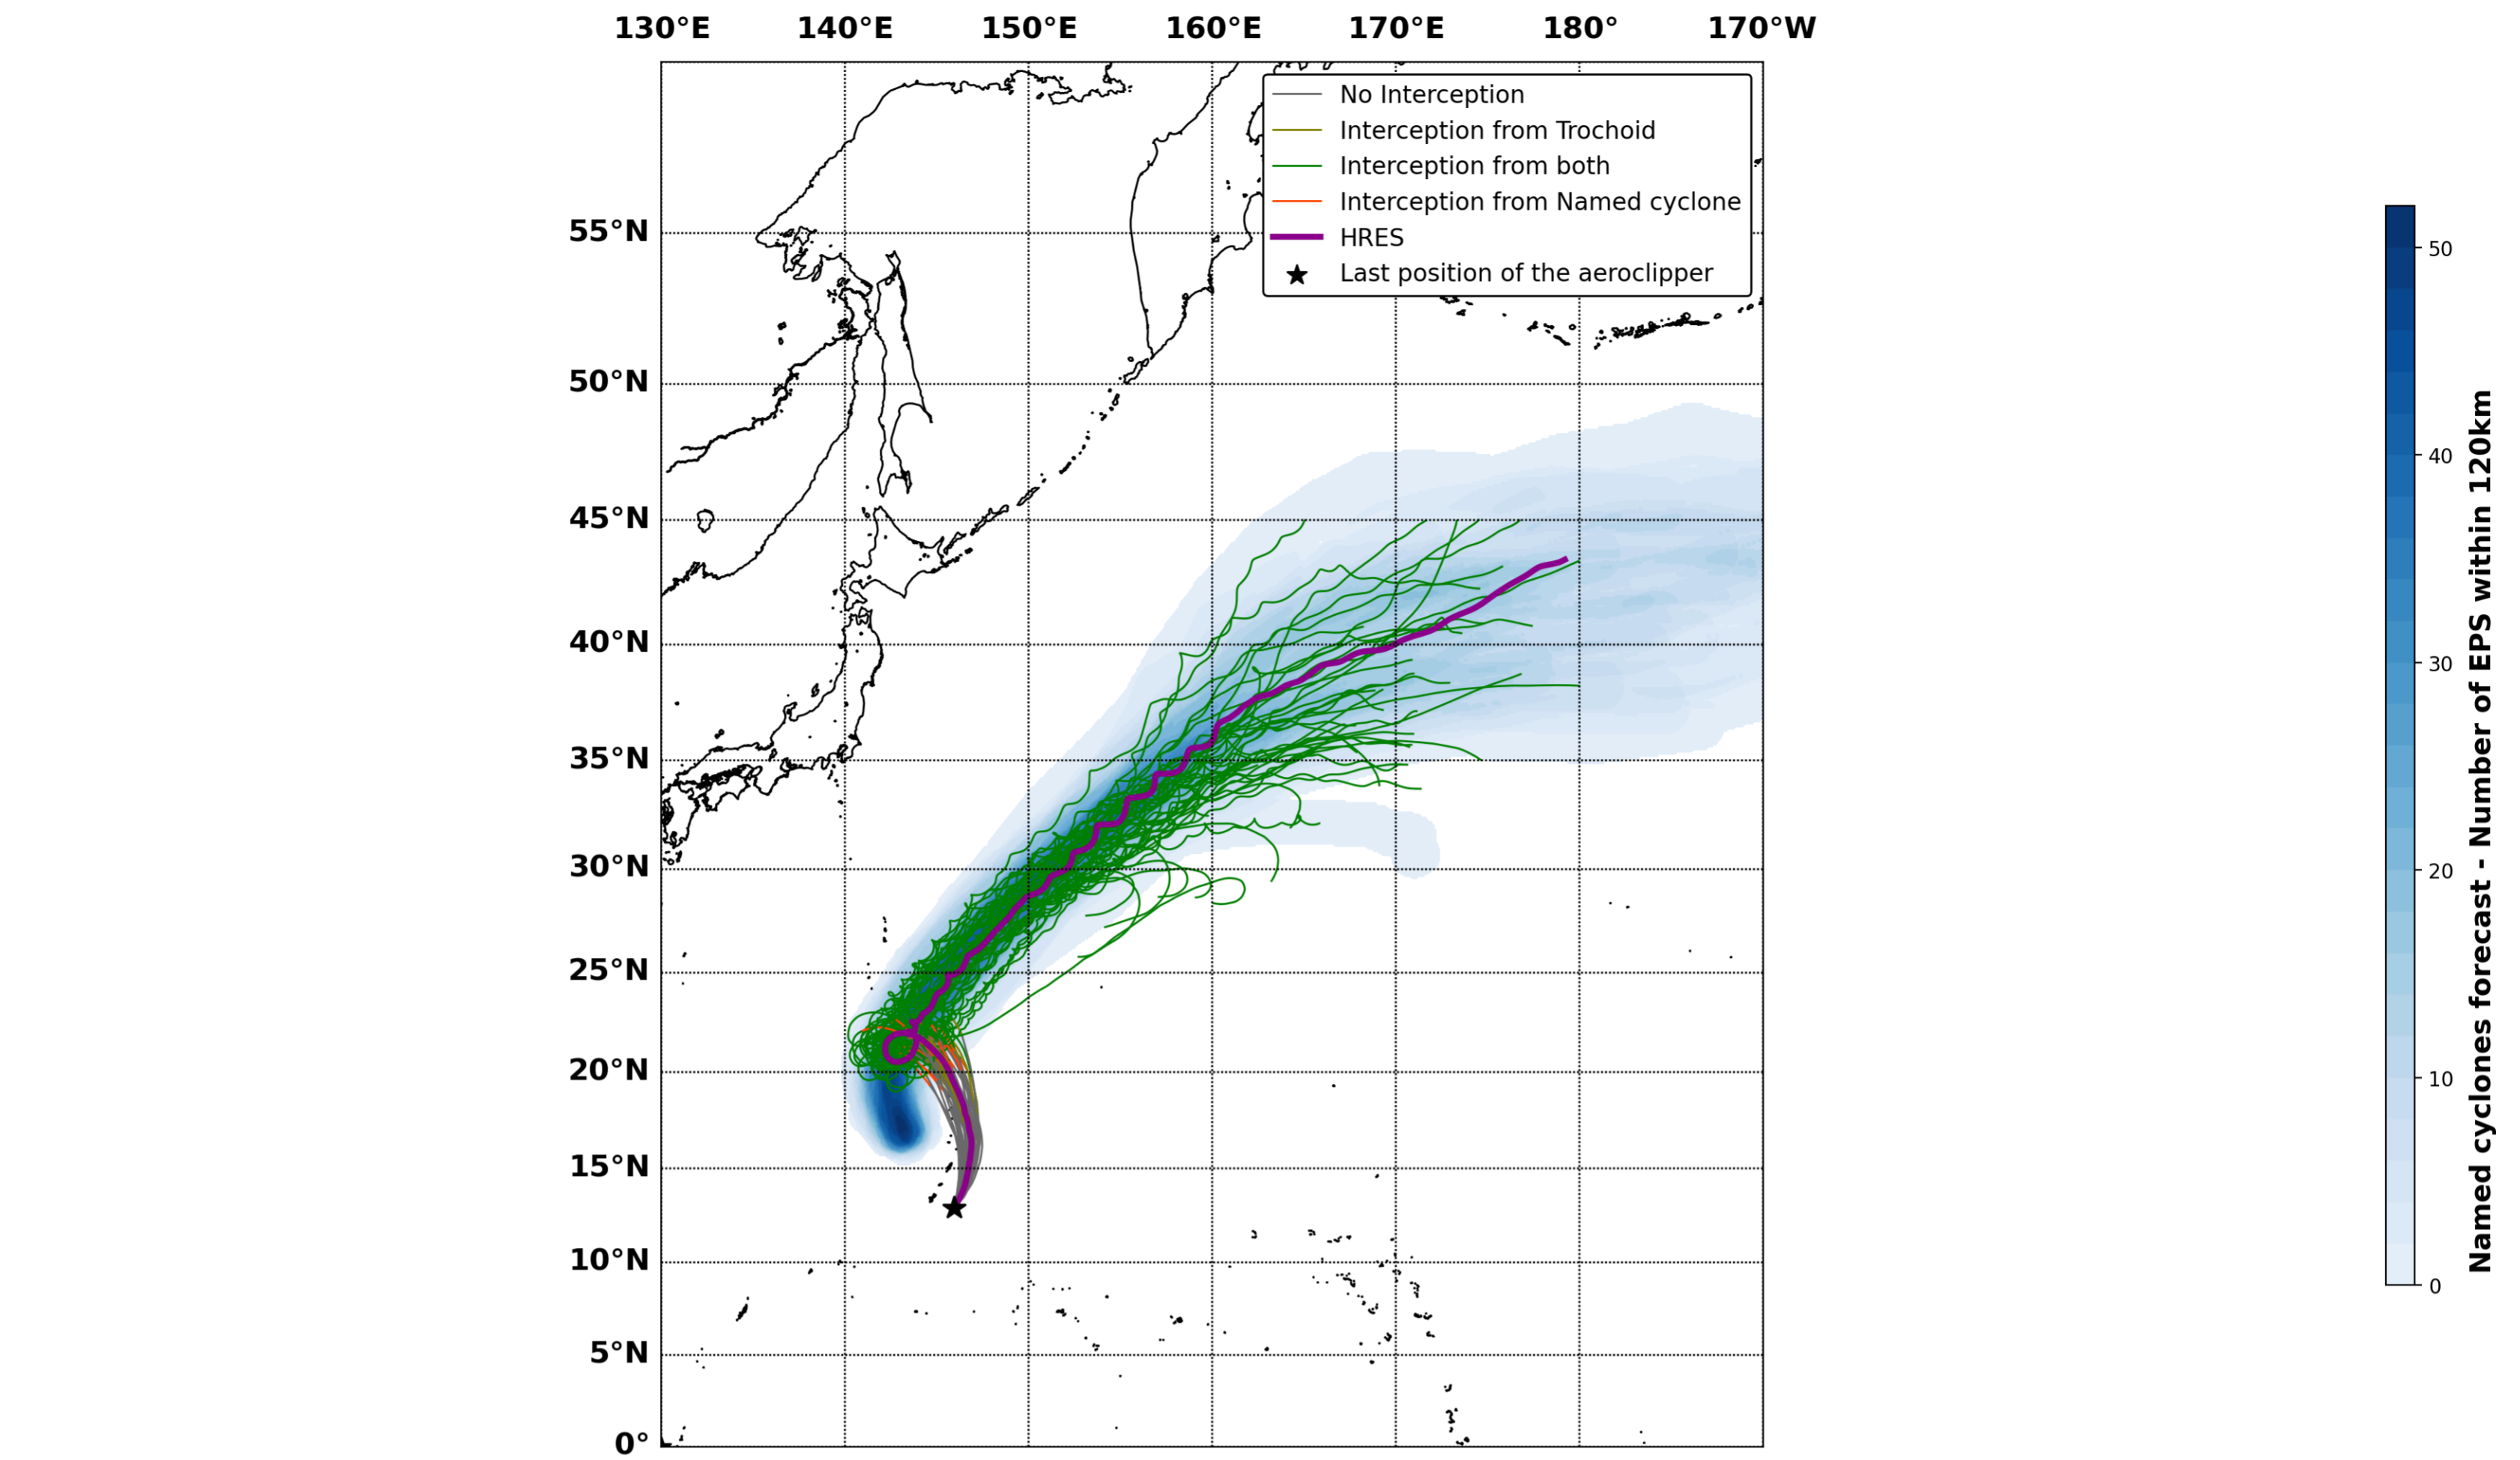 130°E 140°E 150°E 160°E 170°E 180° 170°W
No Interception
Interception from Trochoid
Interception from both
Interception from Named cyclone
HRES
Last position of the aeroclipper
55°N
50°N
45°N
40°N
35°N
30°N
25°N
20°N
15°N
10°N
5°N
0°
50
40
30
20
10
0
Named cyclones forecast - Number of EPS within 120km